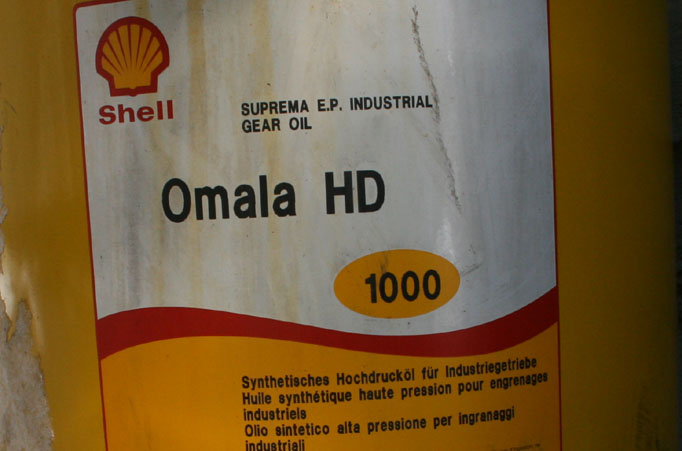 Shell
SUPREMA E.P. INDUSTRIAL
GEAR OIL
Omala HD
1000
Synthetisches Hochdrucköl für Industriegetriebe
Huile synthétique haute pression pour engrenages
industriels
Olio sintetico alta pressione per ingranaggi
industriali